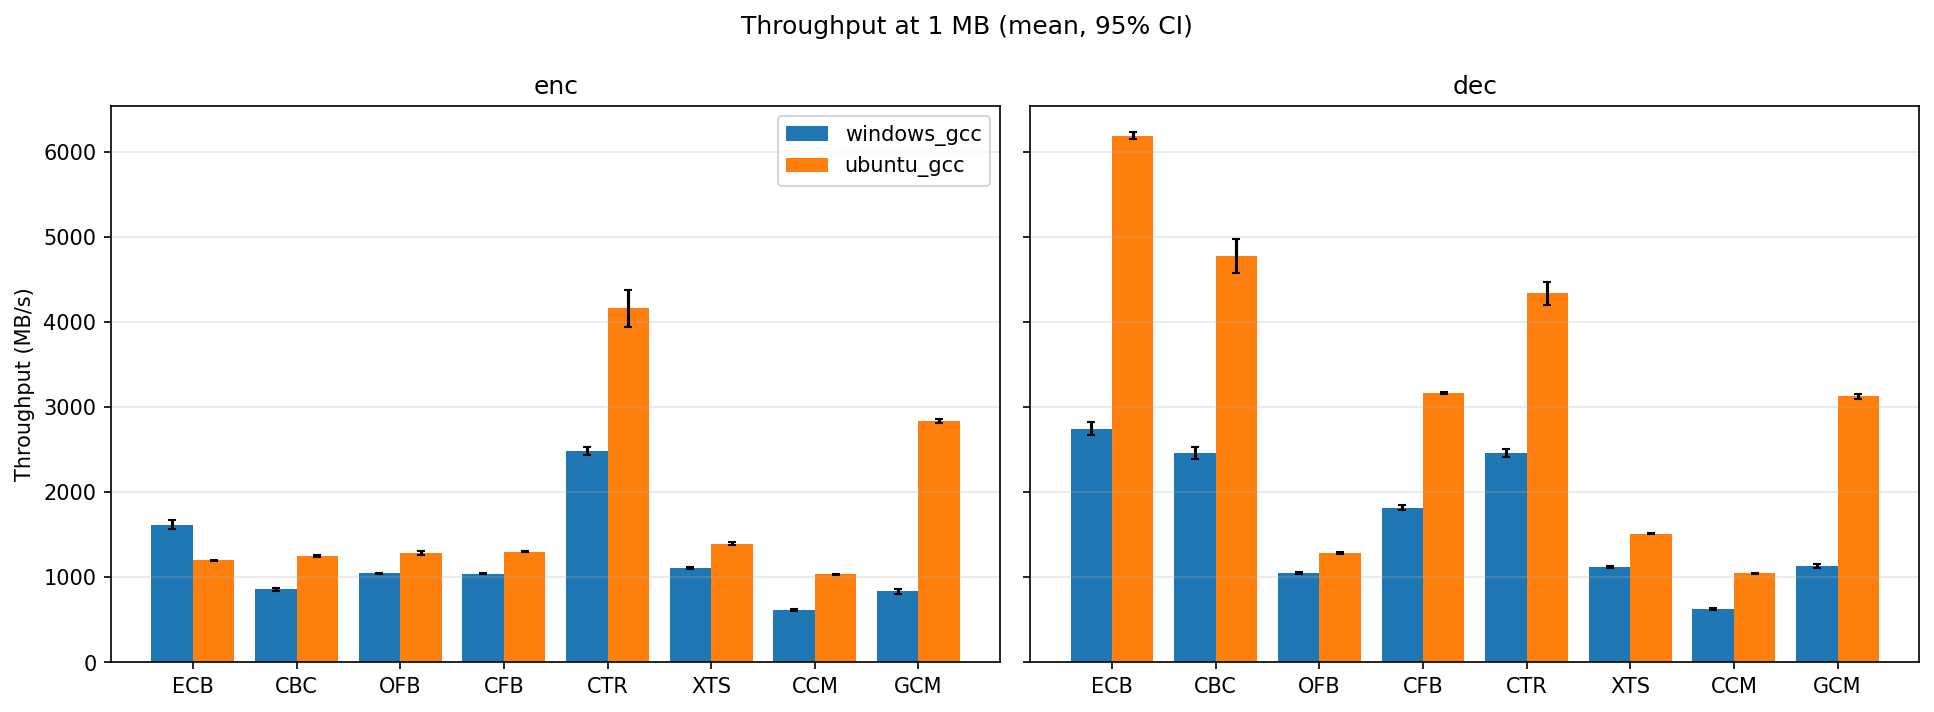 Throughput at 1 MB (mean, 95% CI)
enc
dec
windows_gcc
ubuntu_gcc
Throughput (MB/s)
6000
5000
4000
3000
2000
1000
0
ECB CBC OFB CFB CTR XTS CCM GCM
ECB CBC OFB CFB CTR XTS CCM GCM